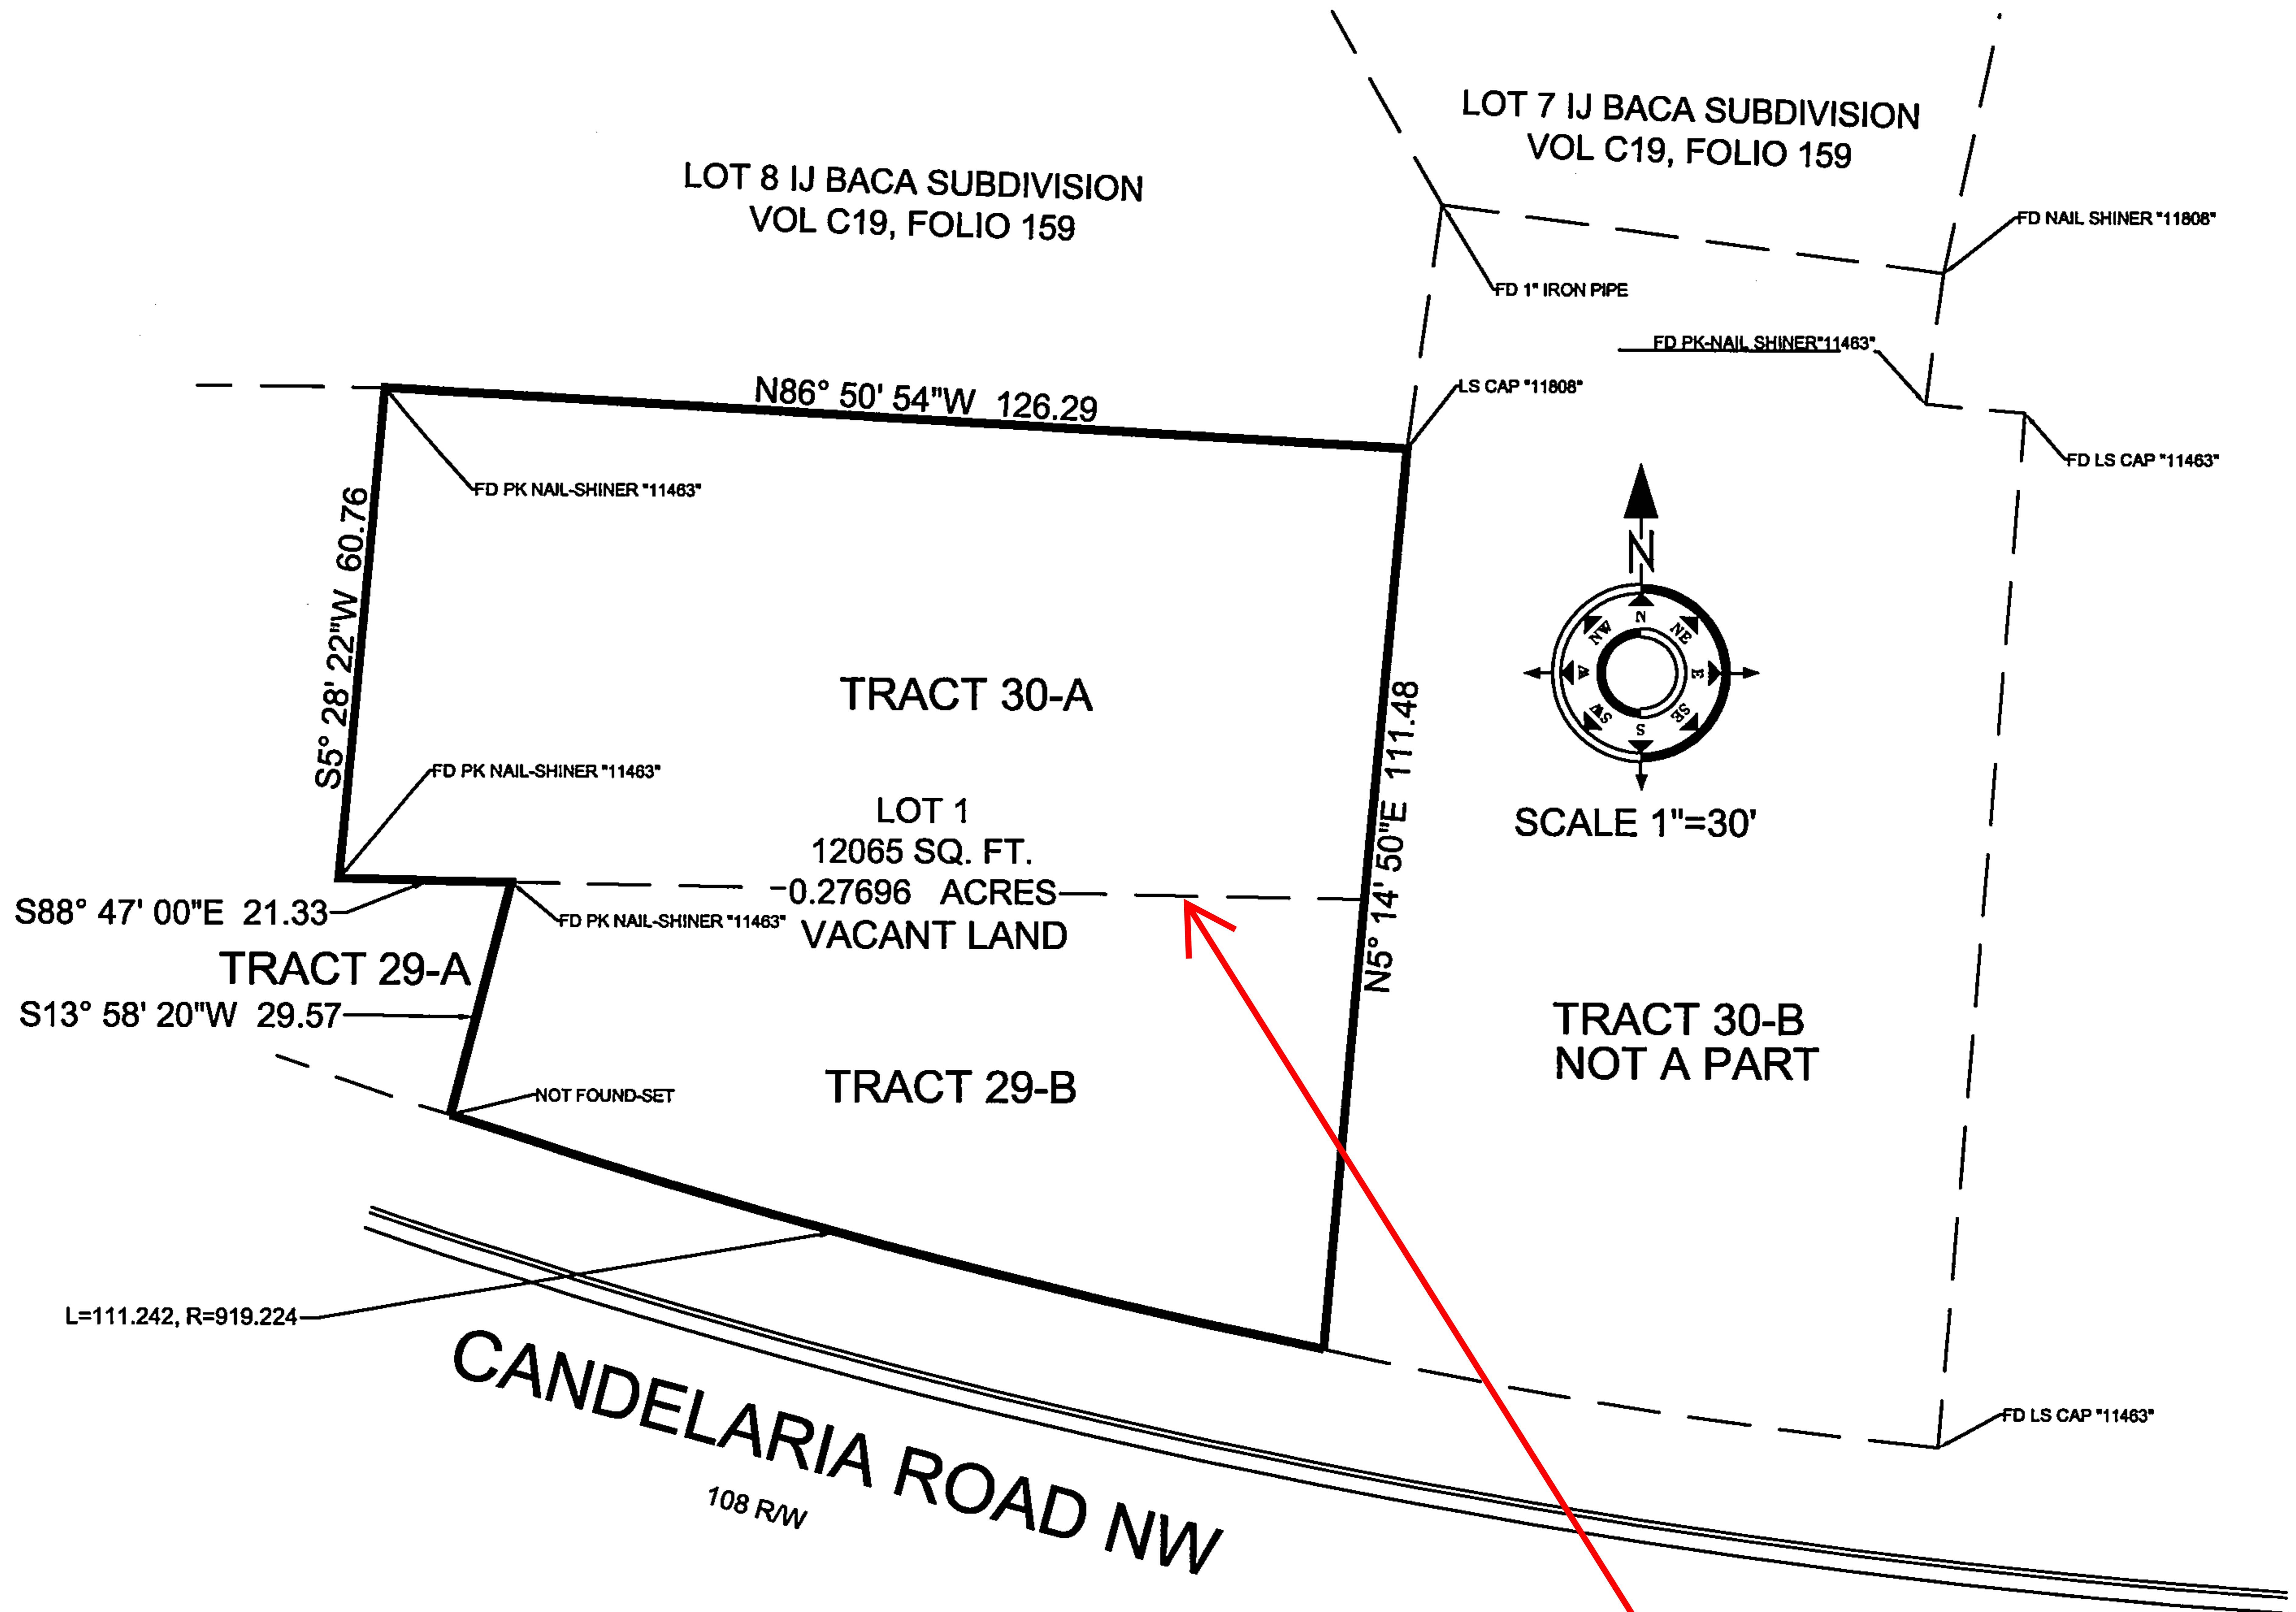 LOT 7 IJ BACA SUBDIVISION
VOL C19, FOLIO 159
LOT 8 IJ BACA SUBDIVISION
VOL C19, FOLIO 159
FD NAIL SHINER "11808"
FD 1" IRON PIPE
FD PK-NAIL SHINER"11463"
N86° 50' 54"W 126.29
LS CAP "11808"
FD LS CAP "11463"
FD PK NAIL-SHINER "11463"
S5° 28' 22"W 60.76
N
N
NE
E
SE
S
SW
W
NW
TRACT 30-A
N5° 14' 50"E 111.48
FD PK NAIL-SHINER "11463"
SCALE 1"=30'
LOT 1
12065 SQ. FT.
0.27696 ACRES
VACANT LAND
S88° 47' 00"E 21.33
FD PK NAIL-SHINER "11463"
TRACT 29-A
S13° 58' 20"W 29.57
TRACT 30-B
NOT A PART
NOT FOUND-SET
TRACT 29-B
L=111.242, R=919.224
FD LS CAP "11463"
CANDELARIA ROAD NW
108 R/W